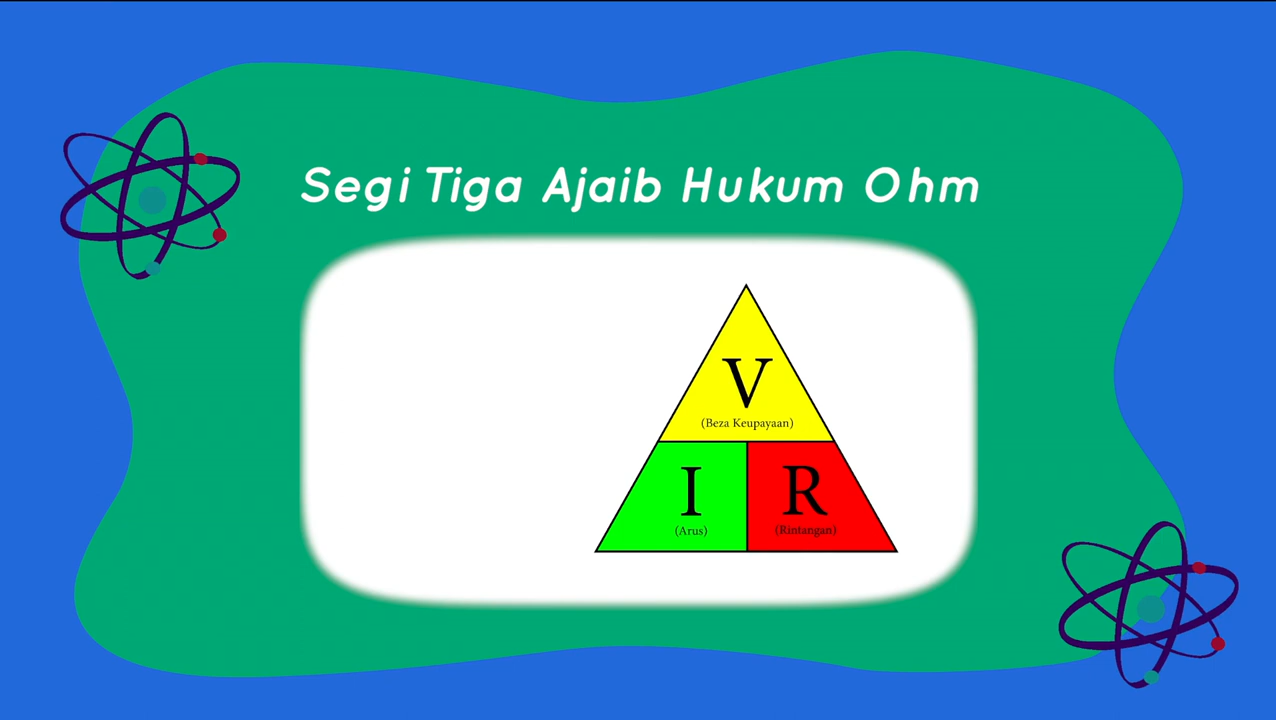 Segi Tiga Ajaib Hukum Ohm
V
(Beza Keupayaan)
I
(Arus)
R
(Rintangan)